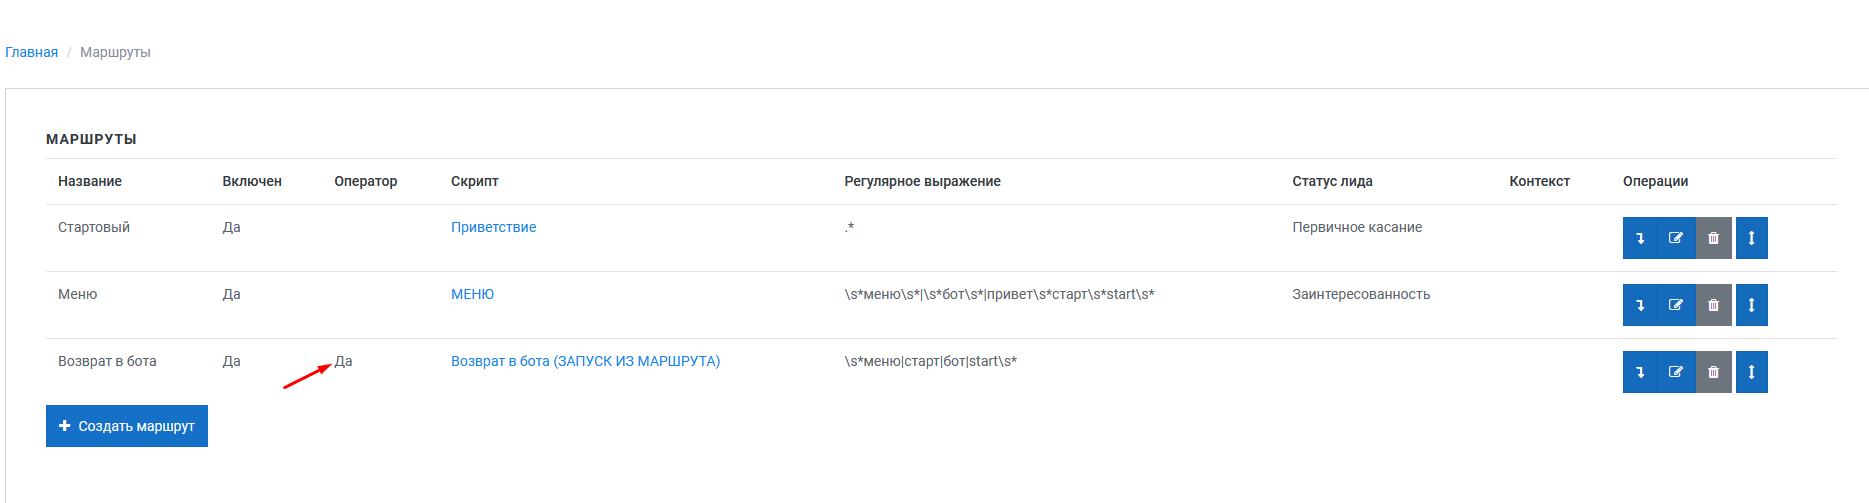 Главная / Маршруты
МАРШРУТЫ
Название Включен Оператор Скрипт Регулярное выражение Статус лида Контекст Операции
Стартовый Да Приветствие .* Первичное касание
Меню Да МЕНЮ \s*меню\s*|\s*бот\s*|привет\s*старт\s*start\s* Заинтересованность
Возврат в бота Да Да Возврат в бота (ЗАПУСК ИЗ МАРШРУТА) \s*меню|старт|бот|start\s*
Создать маршрут